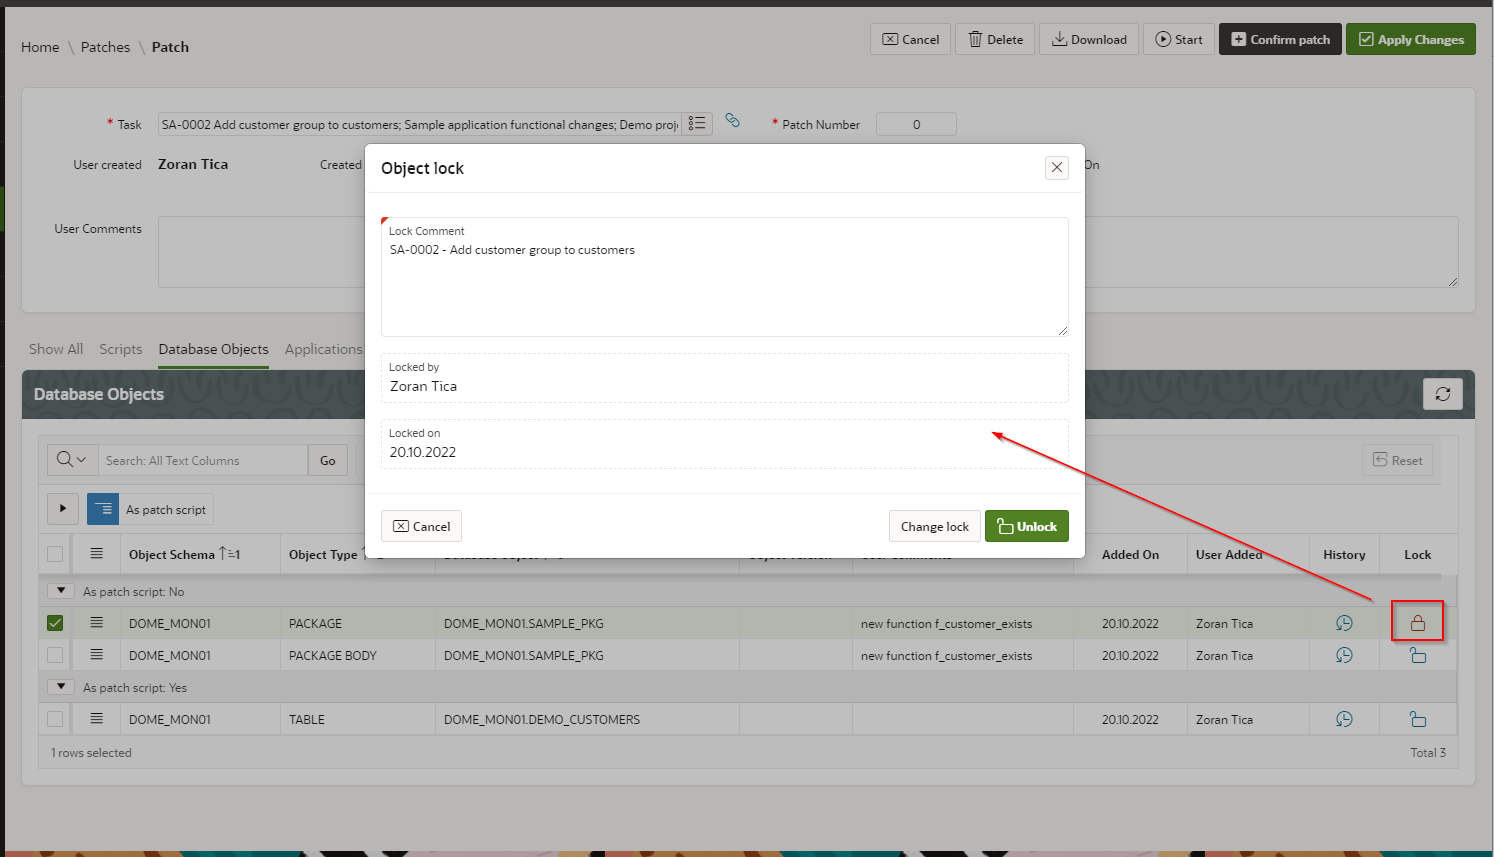 Home \ Patches \ Patch
Cancel Delete Download Start Confirm patch Apply Changes
* Task SA-0002 Add customer group to customers; Sample application functional changes; Demo proj * Patch Number 0
User created Zoran Tica Created On
User Comments
Object lock
Lock Comment
SA-0002 - Add customer group to customers
Locked by
Zoran Tica
Locked on
20.10.2022
Cancel Change lock Unlock
Show All Scripts Database Objects Applications
Database Objects
Search: All Text Columns Go Reset
As patch script
Object Schema 1 Object Type Added On User Added History Lock
As patch script: No
DOME_MON01 PACKAGE DOME_MON01.SAMPLE_PKG new function f_customer_exists 20.10.2022 Zoran Tica
DOME_MON01 PACKAGE BODY DOME_MON01.SAMPLE_PKG new function f_customer_exists 20.10.2022 Zoran Tica
As patch script: Yes
DOME_MON01 TABLE DOME_MON01.DEMO_CUSTOMERS 20.10.2022 Zoran Tica
1 rows selected Total 3